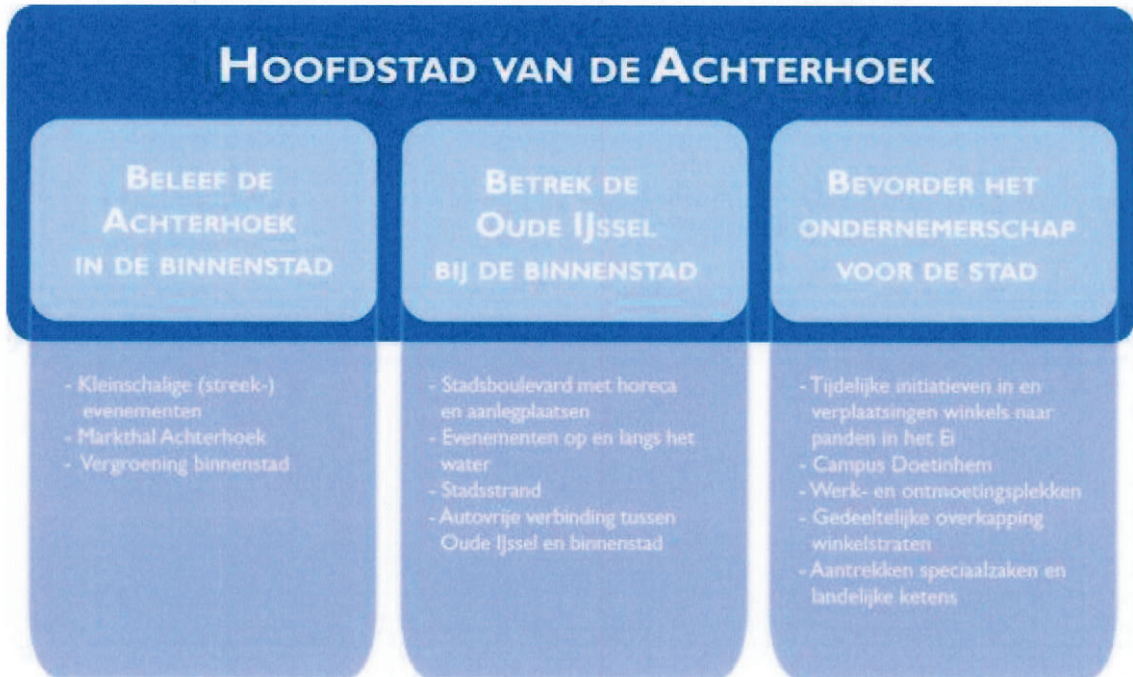 HOOFDSTAD VAN DE ACHTERHOEK
BELEEF DE
ACHTERHOEK
IN DE BINNENSTAD
- Kleinschalige (streek-)
evenementen
- Markthal Achterhoek
- Vergroening binnenstad
BETREK DE
OUDE IJSSEL
BIJ DE BINNENSTAD
- Stadsboulevard met horeca
en aanlegplaatsen
- Evenementen op en langs het
water
- Stadsstrand
- Autovrije verbinding tussen
Oude IJssel en binnenstad
BEVORDER HET
ONDERNEMERSCHAP
VOOR DE STAD
- Tijdelijke initiatieven in en
verplaatsingen winkels naar
panden in het Ei
- Campus Doetinhem
- Werk- en ontmoetingsplekken
- Gedeeltelijke overkapping
winkelstraten
- Aantrekken speciaalzaken en
landelijke ketens